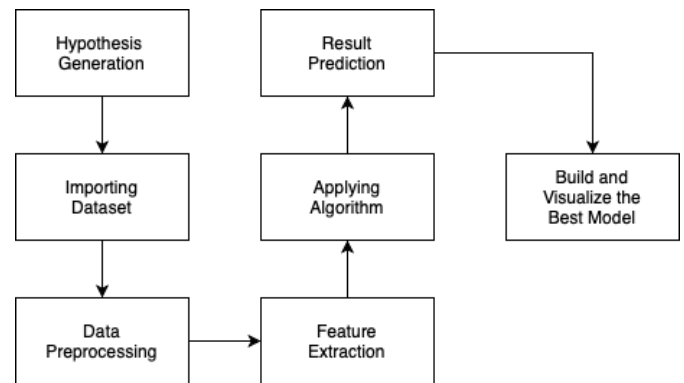 Hypothesis
Generation
Importing
Dataset
Data
Preprocessing
Feature
Extraction
Applying
Algorithm
Result
Prediction
Build and
Visualize the
Best Model